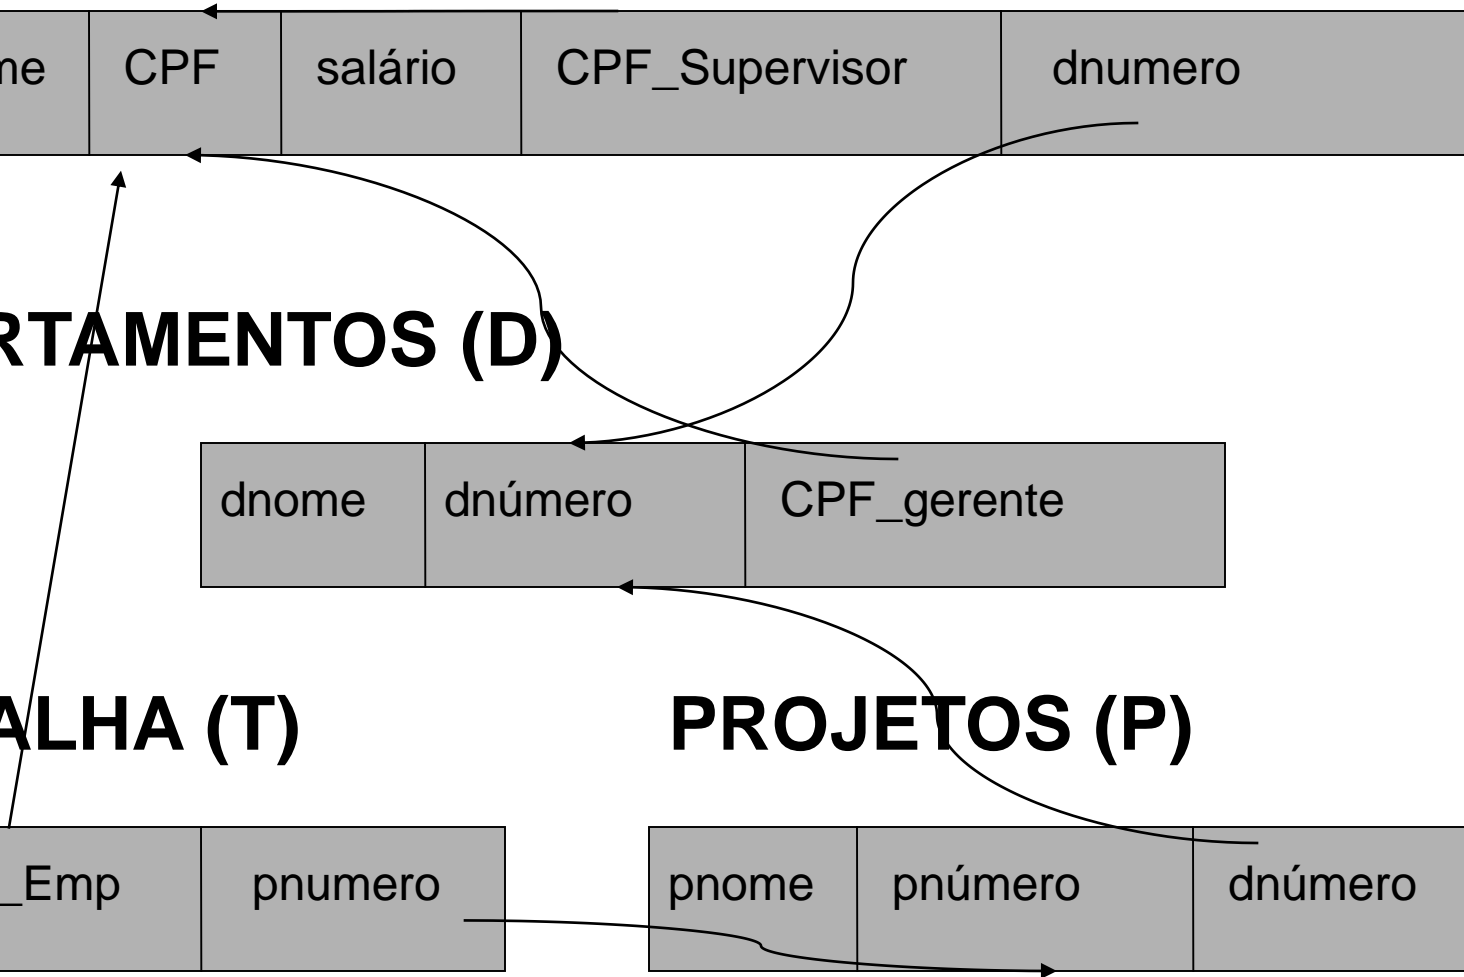 me CPF salário CPF_Supervisor dnumero
RTAMENTOS (D)
dnome dnúmero CPF_gerente
ALHA (T) PROJETOS (P)
_Emp pnumero pnome pnúmero dnúmero